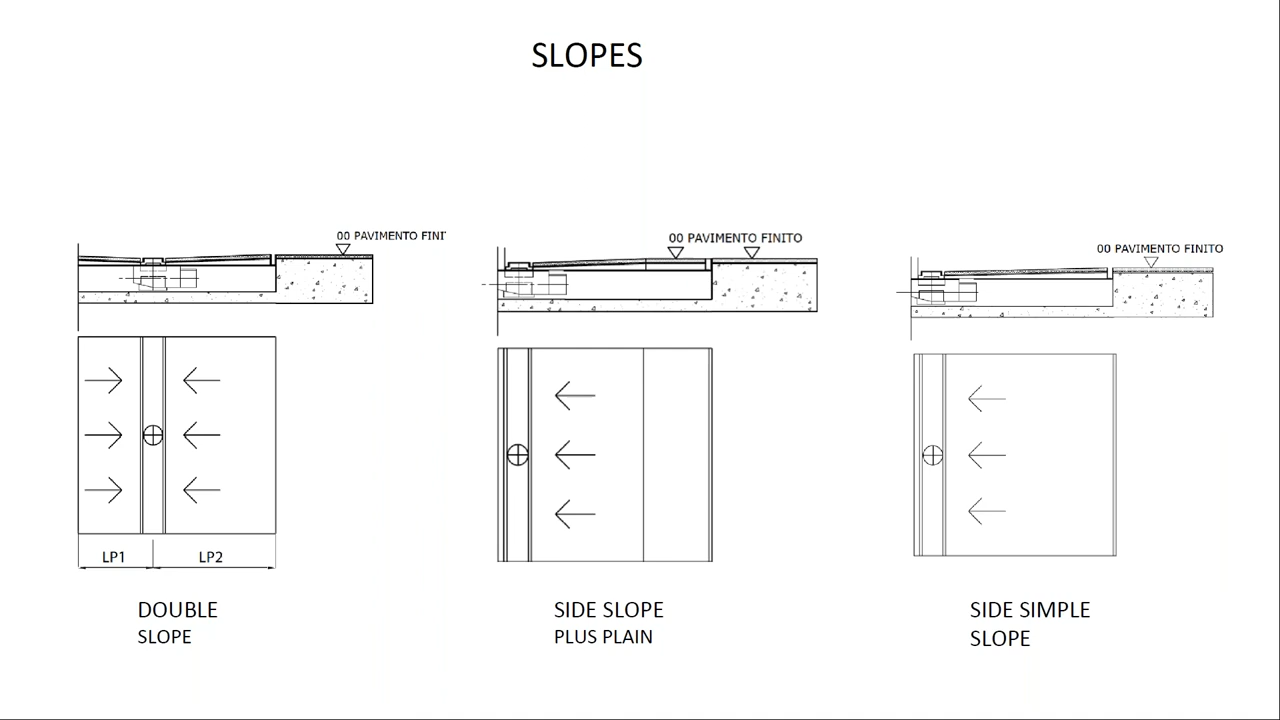 SLOPES
00 PAVIMENTO FINI
00 PAVIMENTO FINITO
00 PAVIMENTO FINITO
LP1
LP2
DOUBLE
SLOPE
SIDE SLOPE
PLUS PLAIN
SIDE SIMPLE
SLOPE